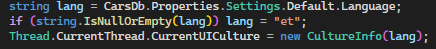 string lang = CarsDb.Properties.Settings.Default.Language;
if (string.IsNullOrEmpty(lang)) lang = "et";
Thread.CurrentThread.CurrentUICulture = new CultureInfo(lang);